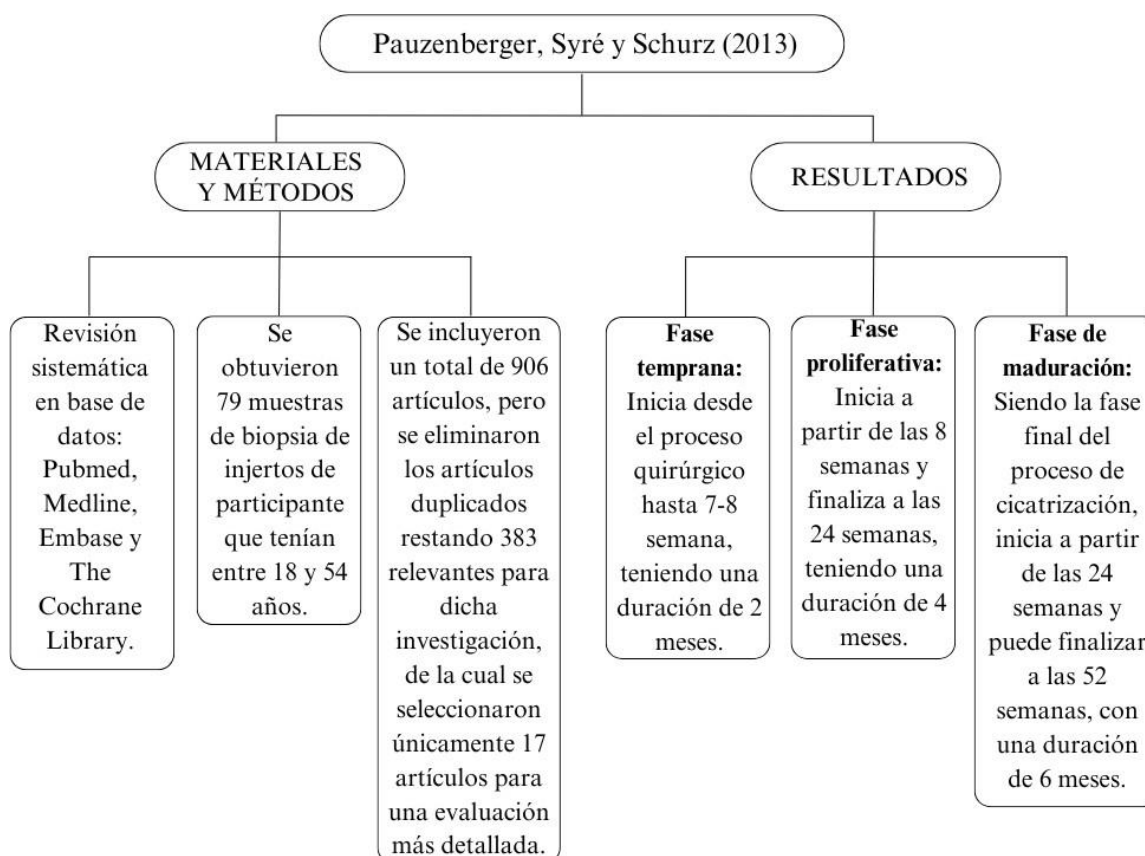 Pauzenberger, Syré y Schurz (2013)
MATERIALES
Y MÉTODOS
RESULTADOS
Revisión
sistemática
en base de
datos:
Pubmed,
Medline,
Embase y
The
Cochrane
Library.
Se
obtuvieron
79 muestras
de biopsia de
injertos de
participante
que tenían
entre 18 y 54
años.
Se incluyeron
un total de 906
artículos, pero
se eliminaron
los artículos
duplicados
restando 383
relevantes para
dicha
investigación,
de la cual se
seleccionaron
únicamente 17
artículos para
una evaluación
más detallada.
Fase
temprana:
Inicia desde
el proceso
quirúrgico
hasta 7-8
semana,
teniendo una
duración de 2
meses.
Fase
proliferativa:
Inicia a
partir de las 8
semanas y
finaliza a las
24 semanas,
teniendo una
duración de 4
meses.
Fase de
maduración:
Siendo la fase
final del
proceso de
cicatrización,
inicia a partir
de las 24
semanas y
puede finalizar
a las 52
semanas, con
una duración
de 6 meses.